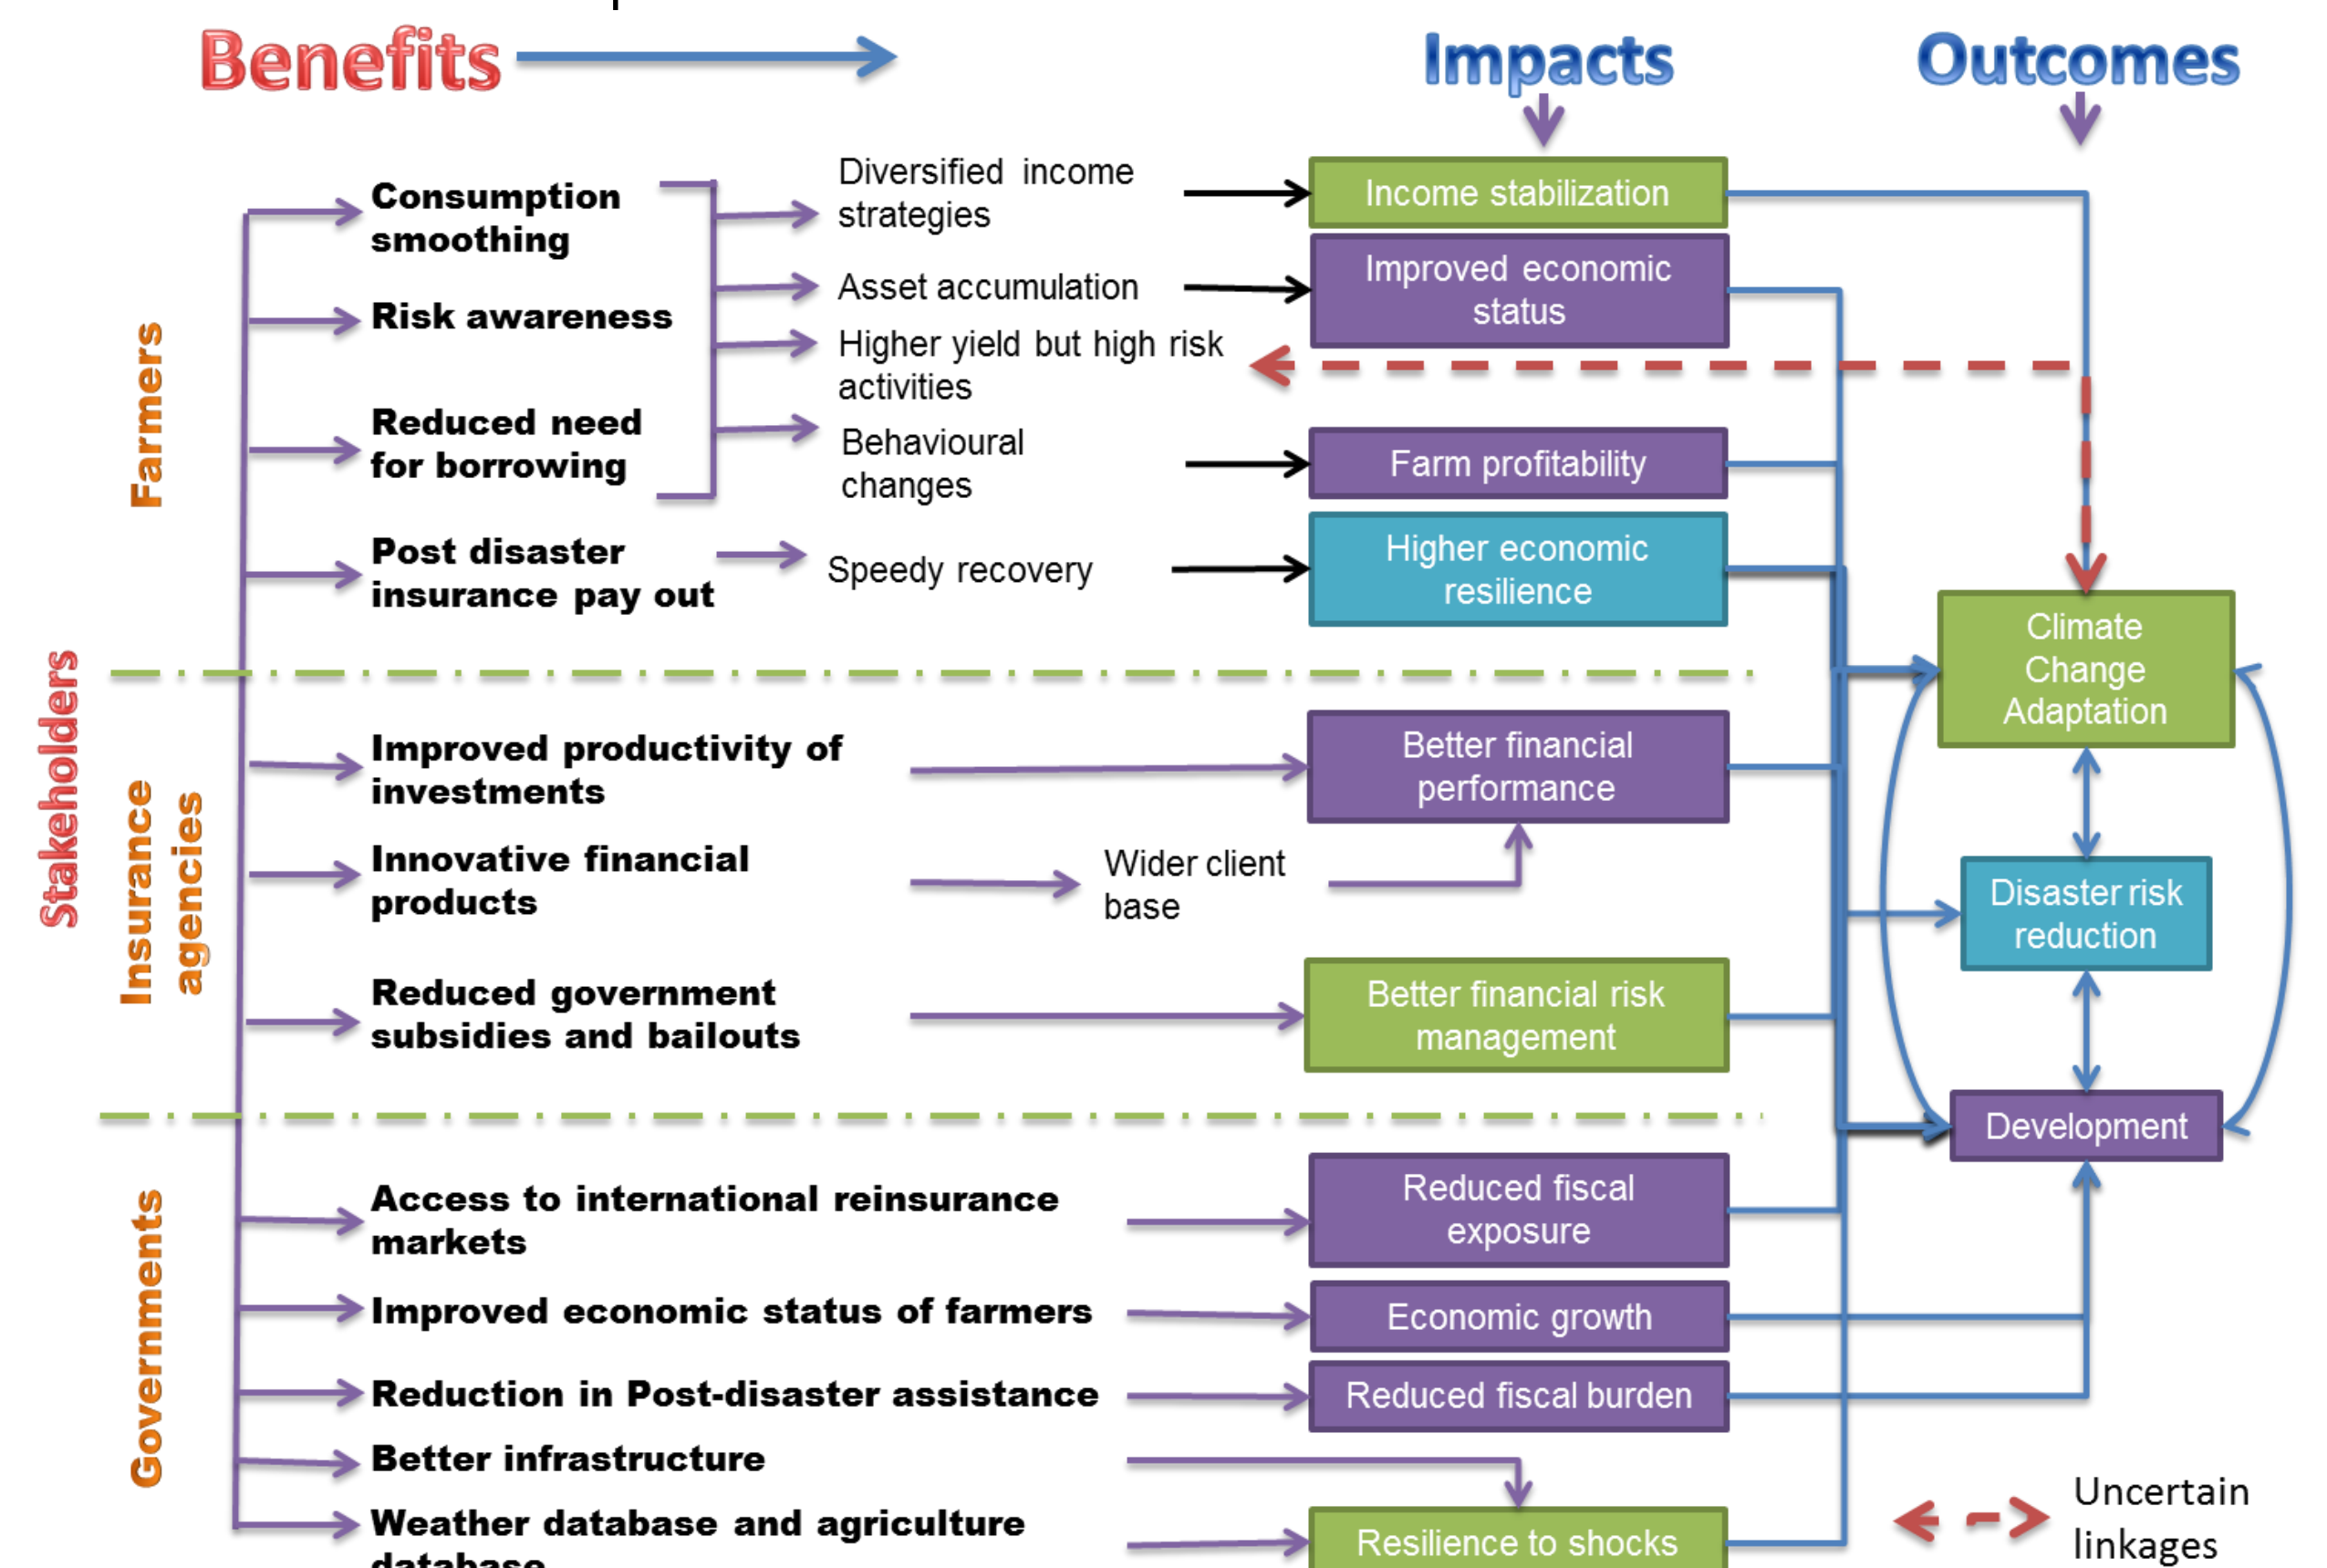 Benefits
Impacts
Outcomes
Stakeholders
Farmers
Consumption
smoothing
Risk awareness
Reduced need
for borrowing
Post disaster
insurance pay out
Diversified income
strategies
Asset accumulation
Higher yield but high risk
activities
Behavioural
changes
Speedy recovery
Income stabilization
Improved economic
status
Farm profitability
Higher economic
resilience
Insurance
agencies
Improved productivity of
investments
Innovative financial
products
Reduced government
subsidies and bailouts
Wider client
base
Better financial
performance
Better financial risk
management
Governments
Access to international reinsurance
markets
Improved economic status of farmers
Reduction in Post-disaster assistance
Better infrastructure
Weather database and agriculture
database
Reduced fiscal
exposure
Economic growth
Reduced fiscal burden
Resilience to shocks
Climate
Change
Adaptation
Disaster risk
reduction
Development
Uncertain
linkages